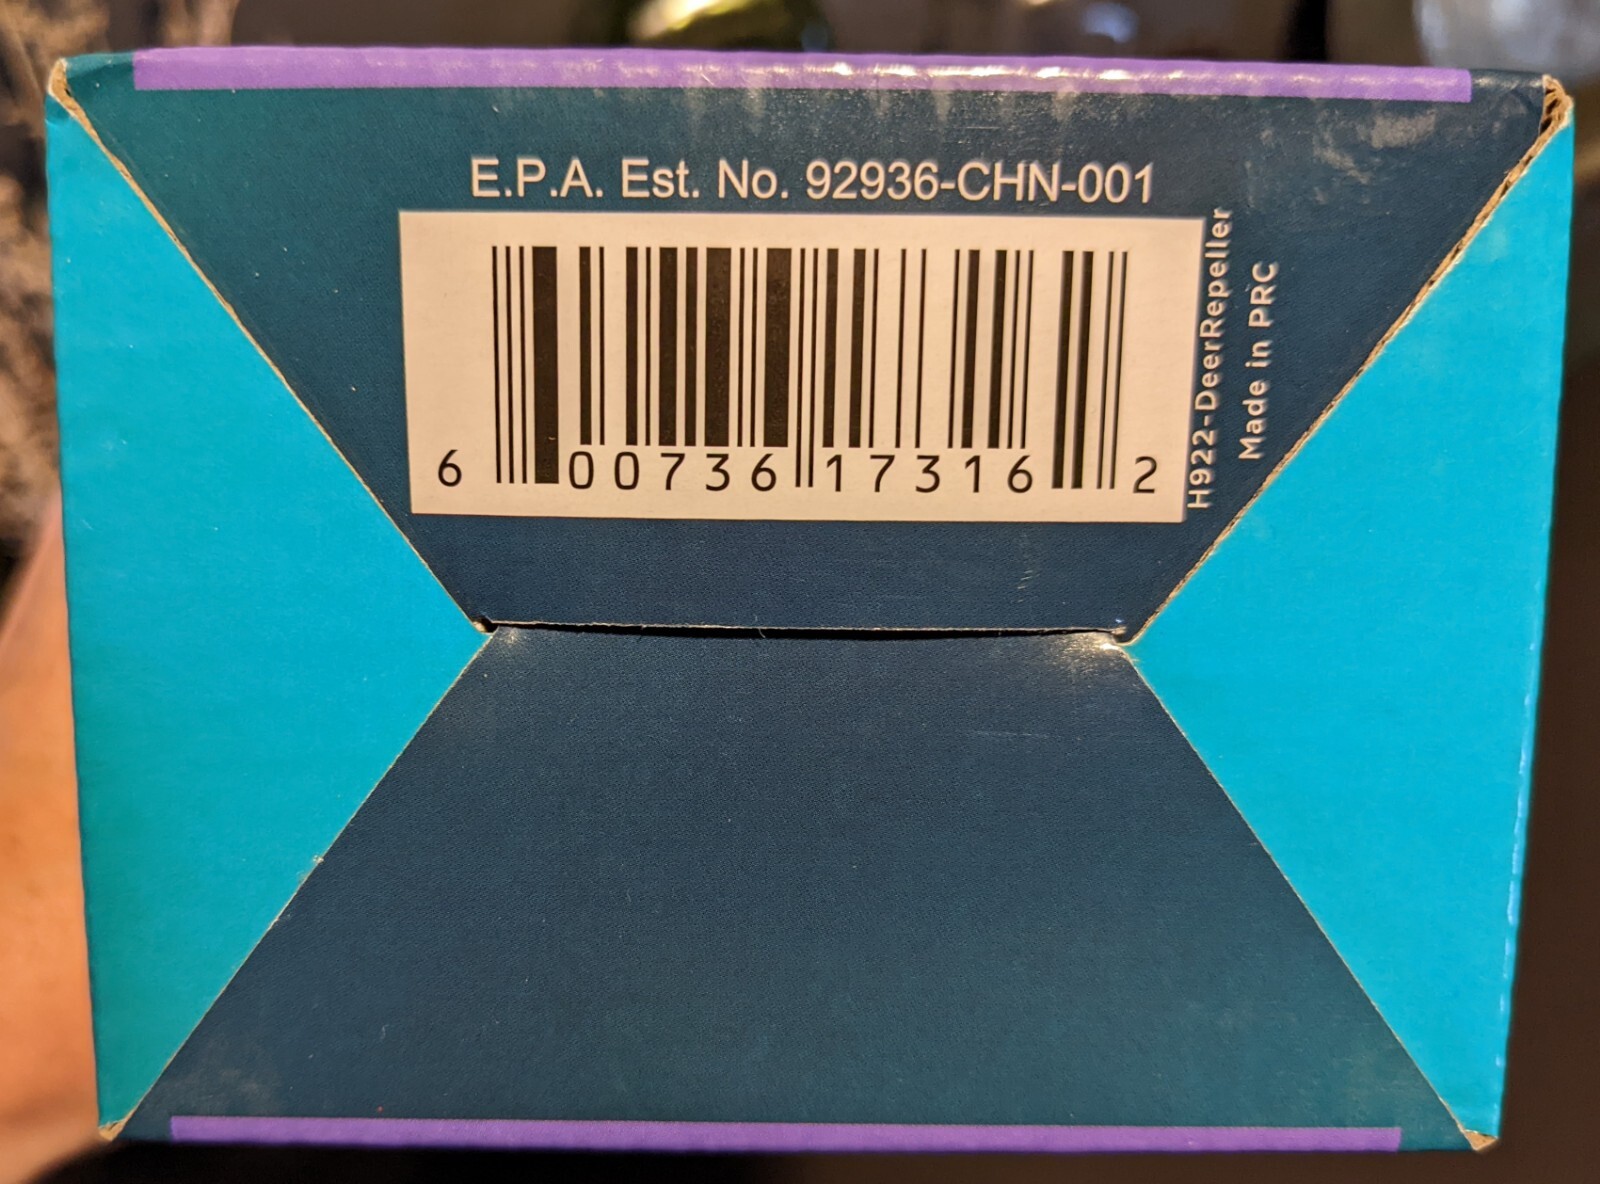 E.P.A. Est. No. 92936-CHN-001
6 00736 17316 2
H922-DeerRepeller
Made in PRC